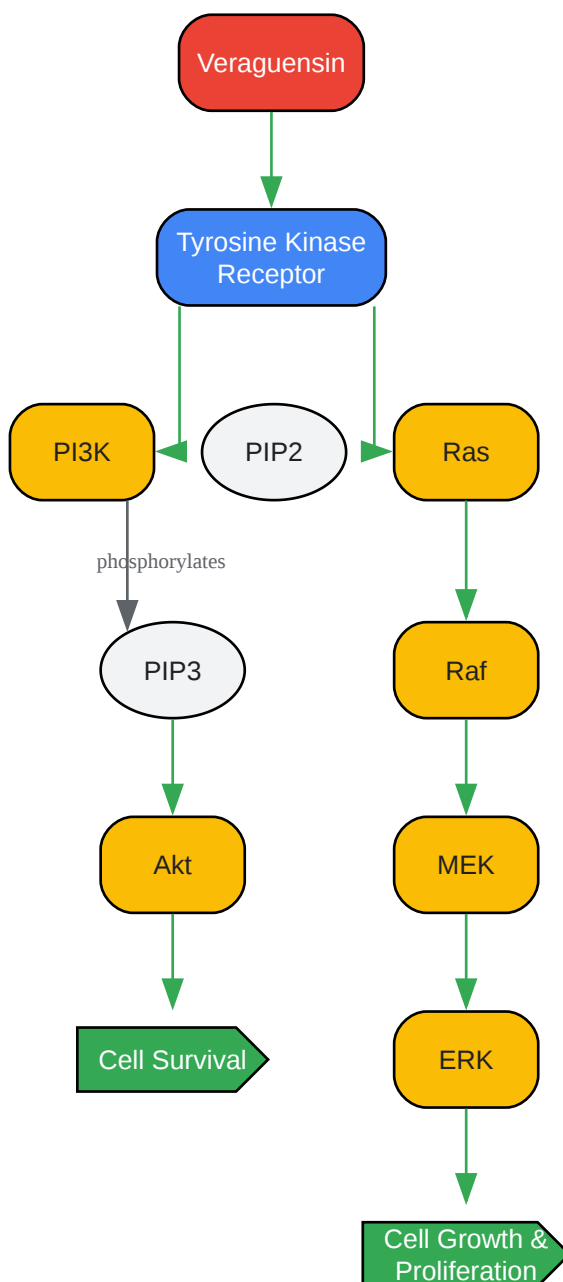 Veraguensin
Tyrosine Kinase
Receptor
PI3K
PIP2
Ras
phosphorylates
PIP3
Raf
Akt
MEK
Cell Survival
ERK
Cell Growth &
Proliferation